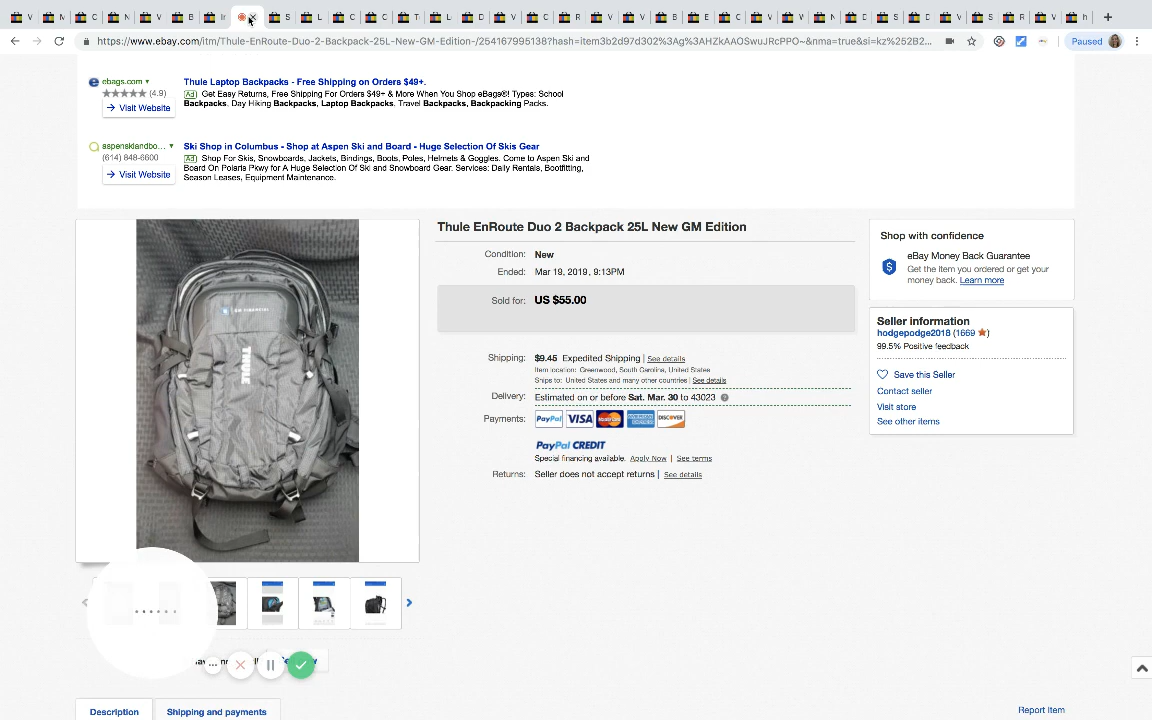 https://www.ebay.com/itm/Thule-EnRoute-Duo-2-Backpack-25L-New-GM-Edition-/254167995138?hash=item3b2d97d302%3Ag%3AHZkAAOSwuJRcPPO~&nma=true&si=kz%252B2...
Paused
ebags.com
(4.9)
Visit Website
Thule Laptop Backpacks - Free Shipping on Orders $49+.
Ad Get Easy Returns, Free Shipping For Orders $49+ & More When You Shop eBags®! Types: School
Backpacks, Day Hiking Backpacks, Laptop Backpacks, Travel Backpacks, Backpacking Packs.
aspensklandbo...
(614) 848-6600
Visit Website
Ski Shop in Columbus - Shop at Aspen Ski and Board - Huge Selection Of Skis Gear
Ad Shop For Skis, Snowboards, Jackets, Bindings, Boots, Poles, Helmets & Goggles. Come to Aspen Ski and
Board On Polaris Pkwy for A Huge Selection Of Ski and Snowboard Gear. Services: Daily Rentals, Bootfitting,
Season Leases, Equipment Maintenance.
Thule EnRoute Duo 2 Backpack 25L New GM Edition
Condition: New
Ended: Mar 19, 2019, 9:13PM
Sold for: US $55.00
Shipping: $9.45 Expedited Shipping | See details
Item location: Greenwood, South Carolina, United States
Ships to: United States and many other countries | See details
Delivery: Estimated on or before Sat. Mar. 30 to 43023
Payments: PayPal VISA MasterCard AMERICAN EXPRESS DISCOVER
PayPal CREDIT
Special financing available. Apply Now | See terms
Returns: Seller does not accept returns | See details
Shop with confidence
eBay Money Back Guarantee
Get the item you ordered or get your
money back. Learn more
Seller information
hodgepodge2018 (1669)
99.5% Positive feedback
Save this Seller
Contact seller
Visit store
See other items
GM FINANCIAL
THULE
Description
Shipping and payments
Report item